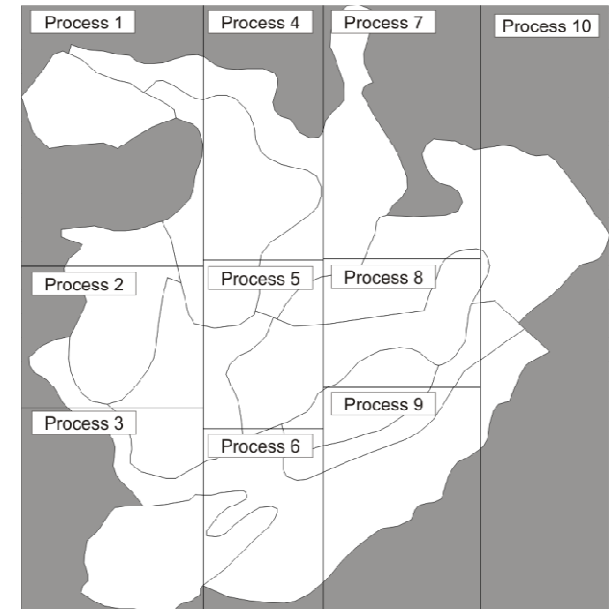 Process 1
Process 4
Process 7
Process 10
Process 2
Process 5
Process 8
Process 3
Process 6
Process 9